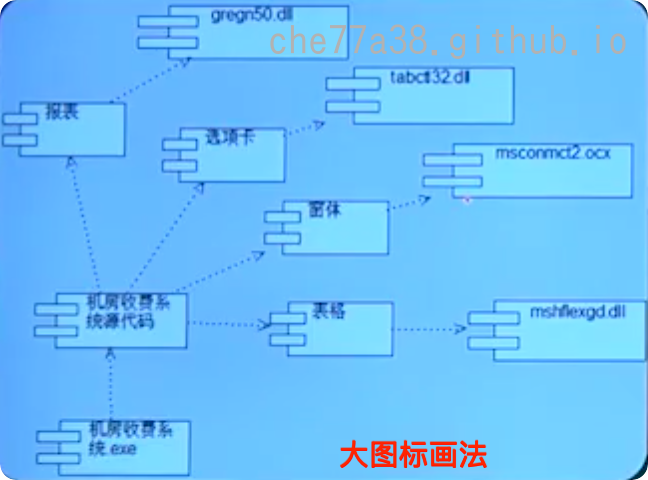 gregn50.dll
che77a38.github.io
tabctl32.dll
报表
选项卡
msconmct2.ocx
窗体
机房收费系
统源代码
表格
mshflexgd.dll
机房收费系
统.exe
大图标画法